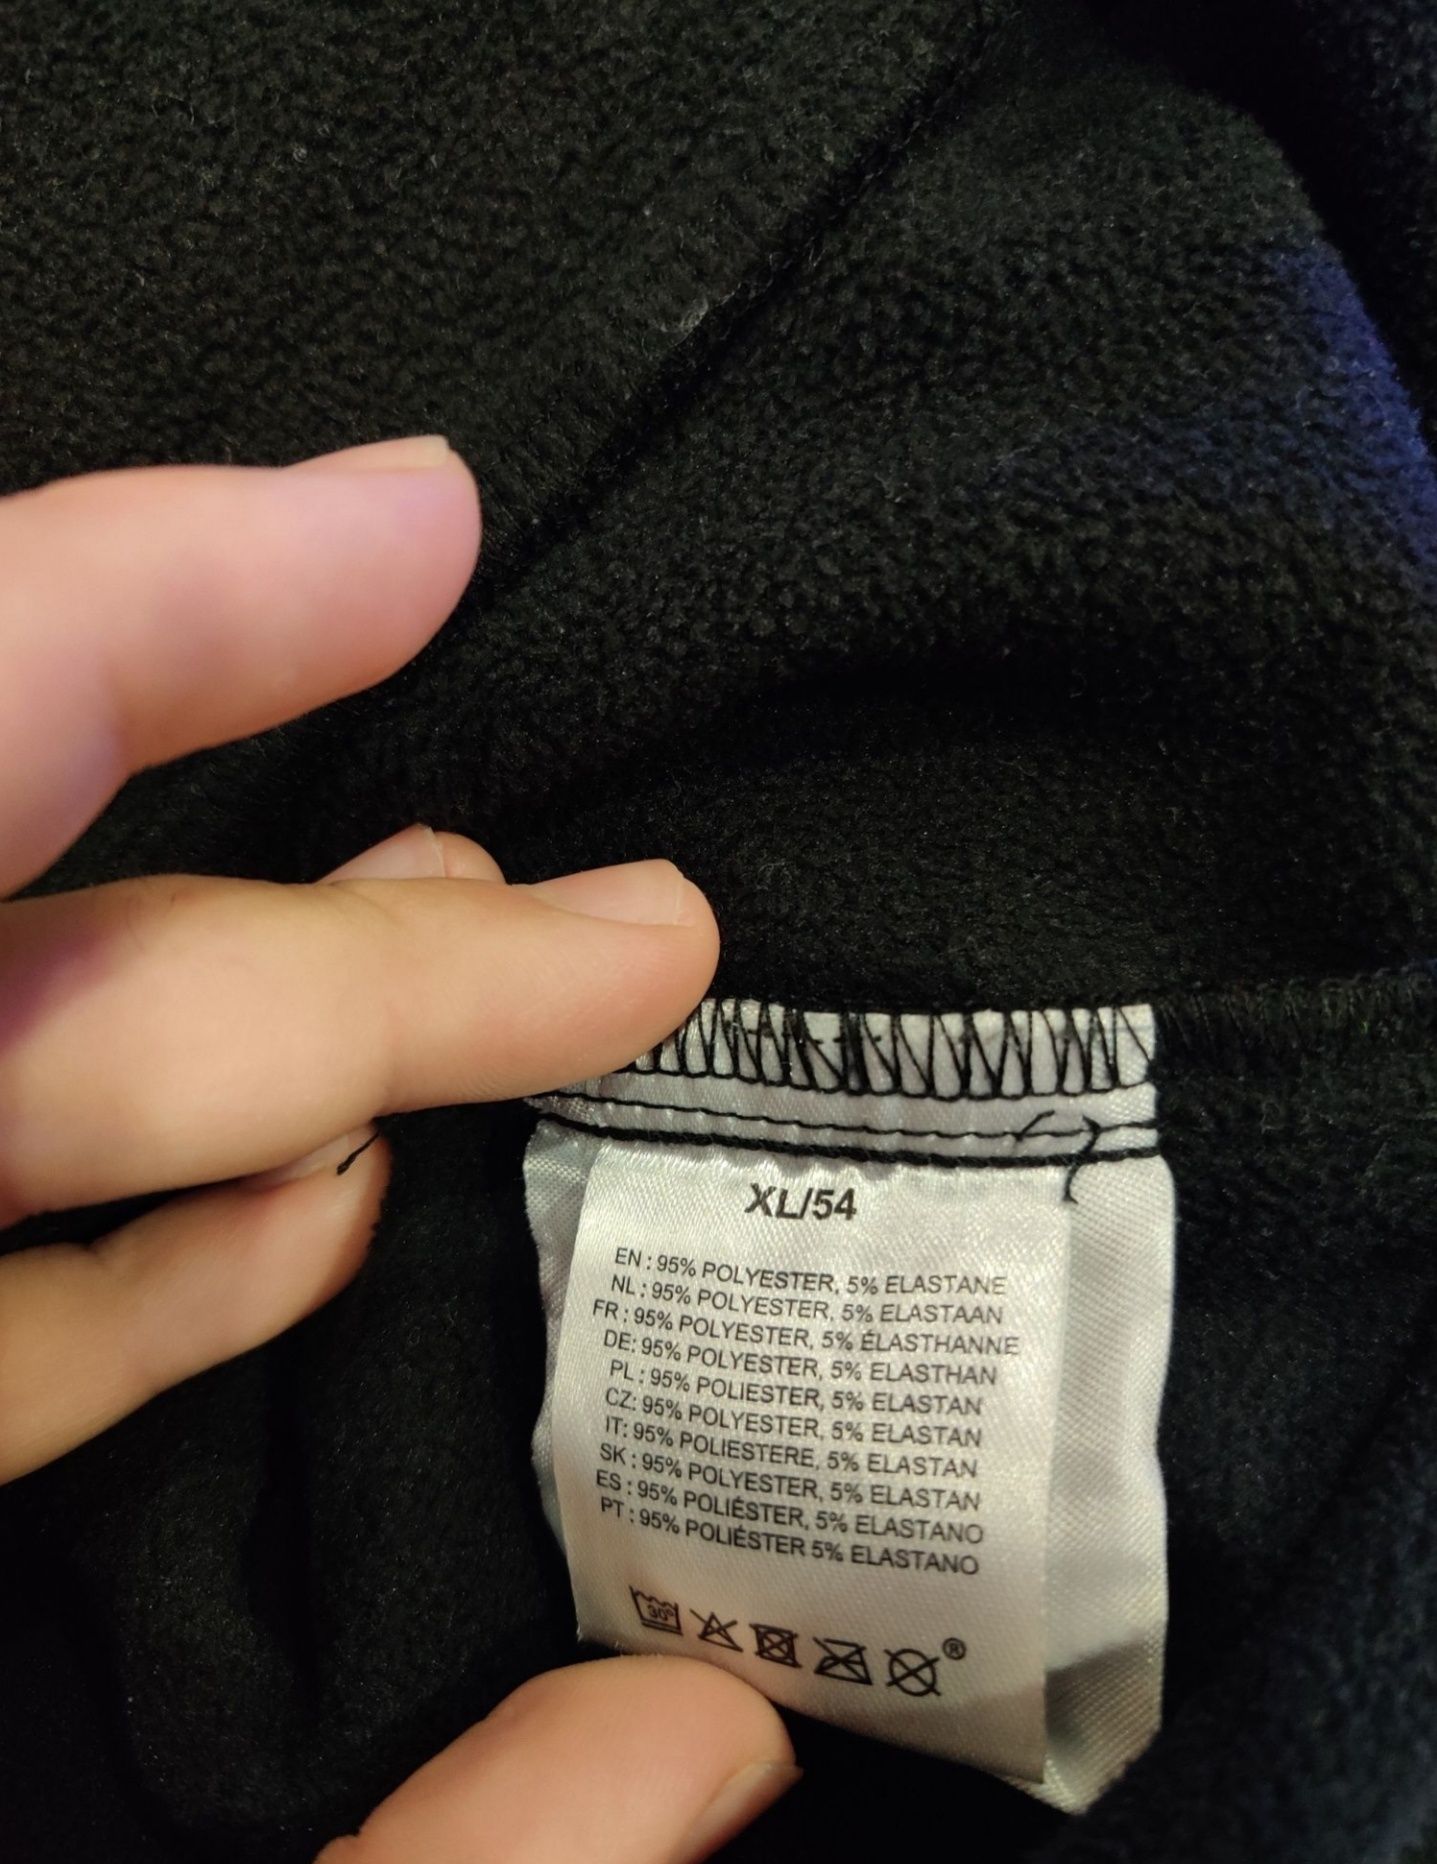 XL/54
EN : 95% POLYESTER, 5% ELASTANE
NL : 95% POLYESTER, 5% ELASTAAN
FR : 95% POLYESTER, 5% ÉLASTHANNE
DE: 95% POLYESTER, 5% ELASTHAN
PL : 95% POLIESTER, 5% ELASTAN
CZ: 95% POLYESTER, 5% ELASTAN
IT: 95% POLIESTERE, 5% ELASTAN
SK : 95% POLYESTER, 5% ELASTAN
ES : 95% POLIÉSTER, 5% ELASTANO
PT : 95% POLIÉSTER 5% ELASTANO
30° ®